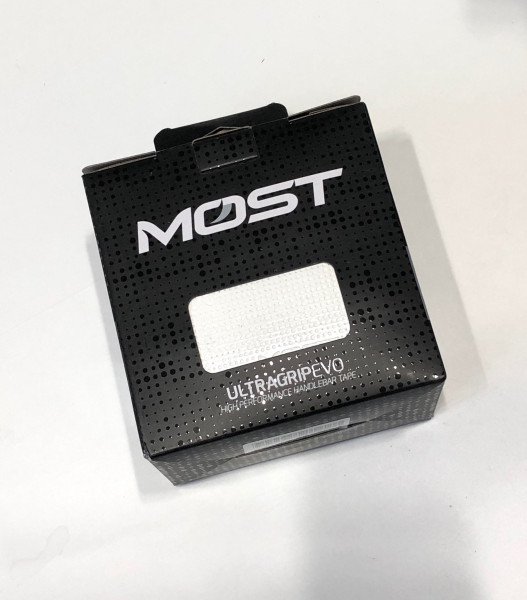 MOST
ULTRAGRIPEVO
HIGH PERFORMANCE HANDLEBAR TAPE